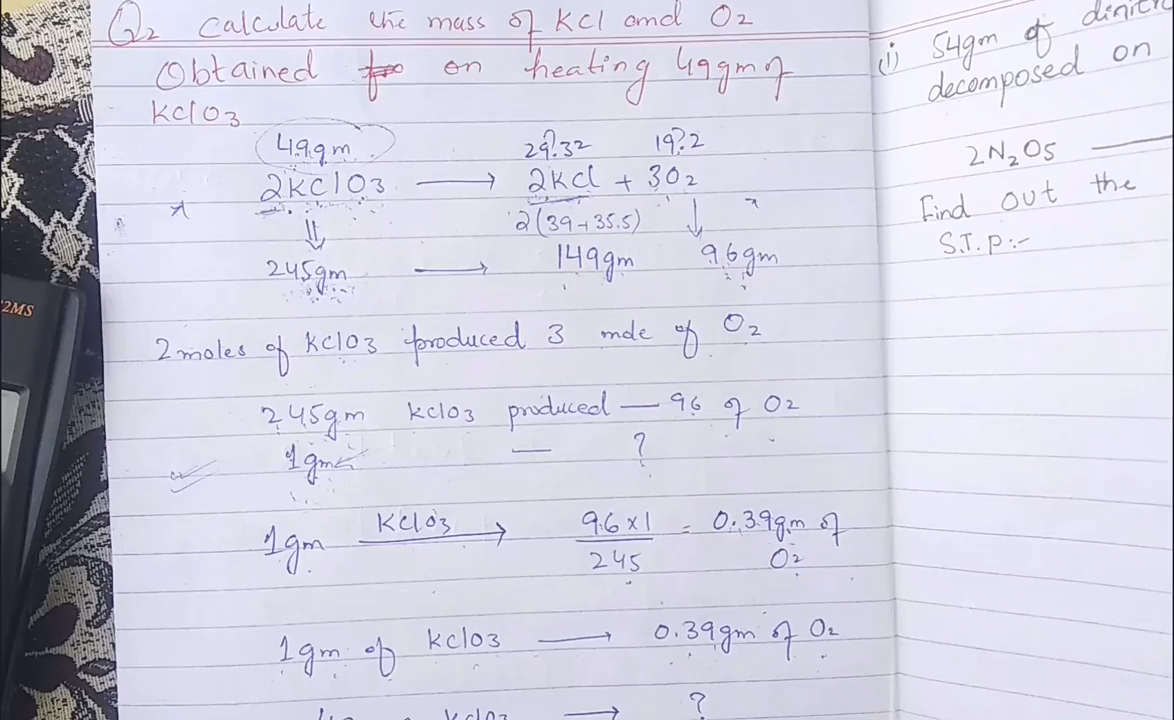 Q2 Calculate the mass of KCl and O2
Obtained on heating 49gm of
KClO3
49gm 29?.32 19?.2
2KClO3 → 2KCl + 3O2
2(39+35.5)
245gm → 149gm 96gm
2 moles of KClO3 produced 3 mole of O2
245gm KClO3 produced — 96 of O2
1gm — ?
1gm KClO3 → 96×1/245 = 0.39gm of O2
1gm of KClO3 → 0.39gm of O2
KClO3 → ?
(i) 54gm of
decomposed on
2N2O5
Find out the
S.T.P:-
2MS